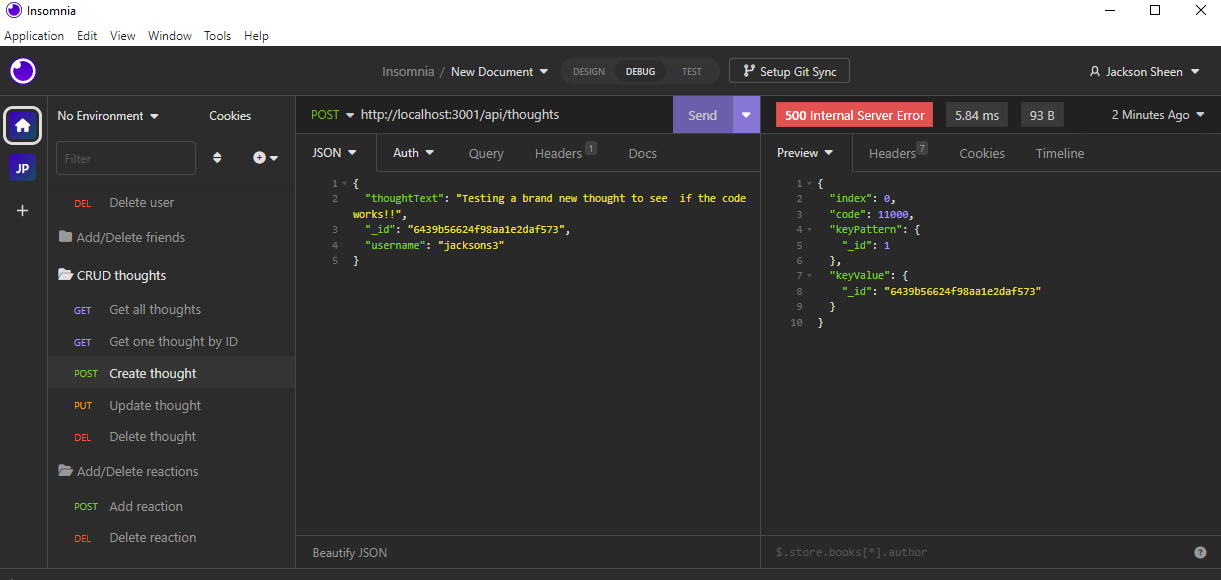 Insomnia
Application Edit View Window Tools Help
Insomnia / New Document DESIGN DEBUG TEST Setup Git Sync Jackson Sheen
No Environment Cookies
POST http://localhost:3001/api/thoughts Send
500 Internal Server Error 5.84 ms 93 B 2 Minutes Ago
Filter
JP
DEL Delete user
Add/Delete friends
CRUD thoughts
GET Get all thoughts
GET Get one thought by ID
POST Create thought
PUT Update thought
DEL Delete thought
Add/Delete reactions
POST Add reaction
DEL Delete reaction
JSON Auth Query Headers 1 Docs
1 {
2 "thoughtText": "Testing a brand new thought to see  if the code
works!!",
3 "_id": "6439b56624f98aa1e2daf573",
4 "username": "jacksons3"
5 }
Beautify JSON
Preview Headers 7 Cookies Timeline
1 {
2 "index": 0,
3 "code": 11000,
4 "keyPattern": {
5 "_id": 1
6 },
7 "keyValue": {
8 "_id": "6439b56624f98aa1e2daf573"
9 }
10 }
$.store.books[*].author ?